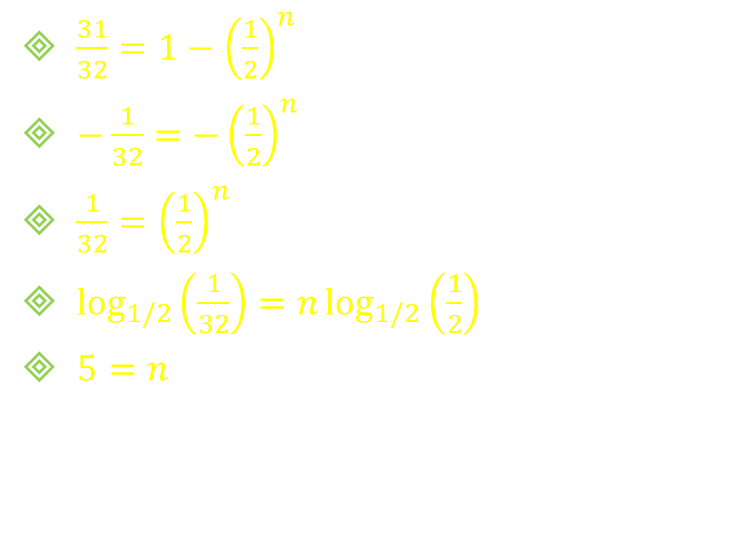 31/32 = 1 − (1/2)^n
− 1/32 = − (1/2)^n
1/32 = (1/2)^n
log_{1/2} (1/32) = n log_{1/2} (1/2)
5 = n